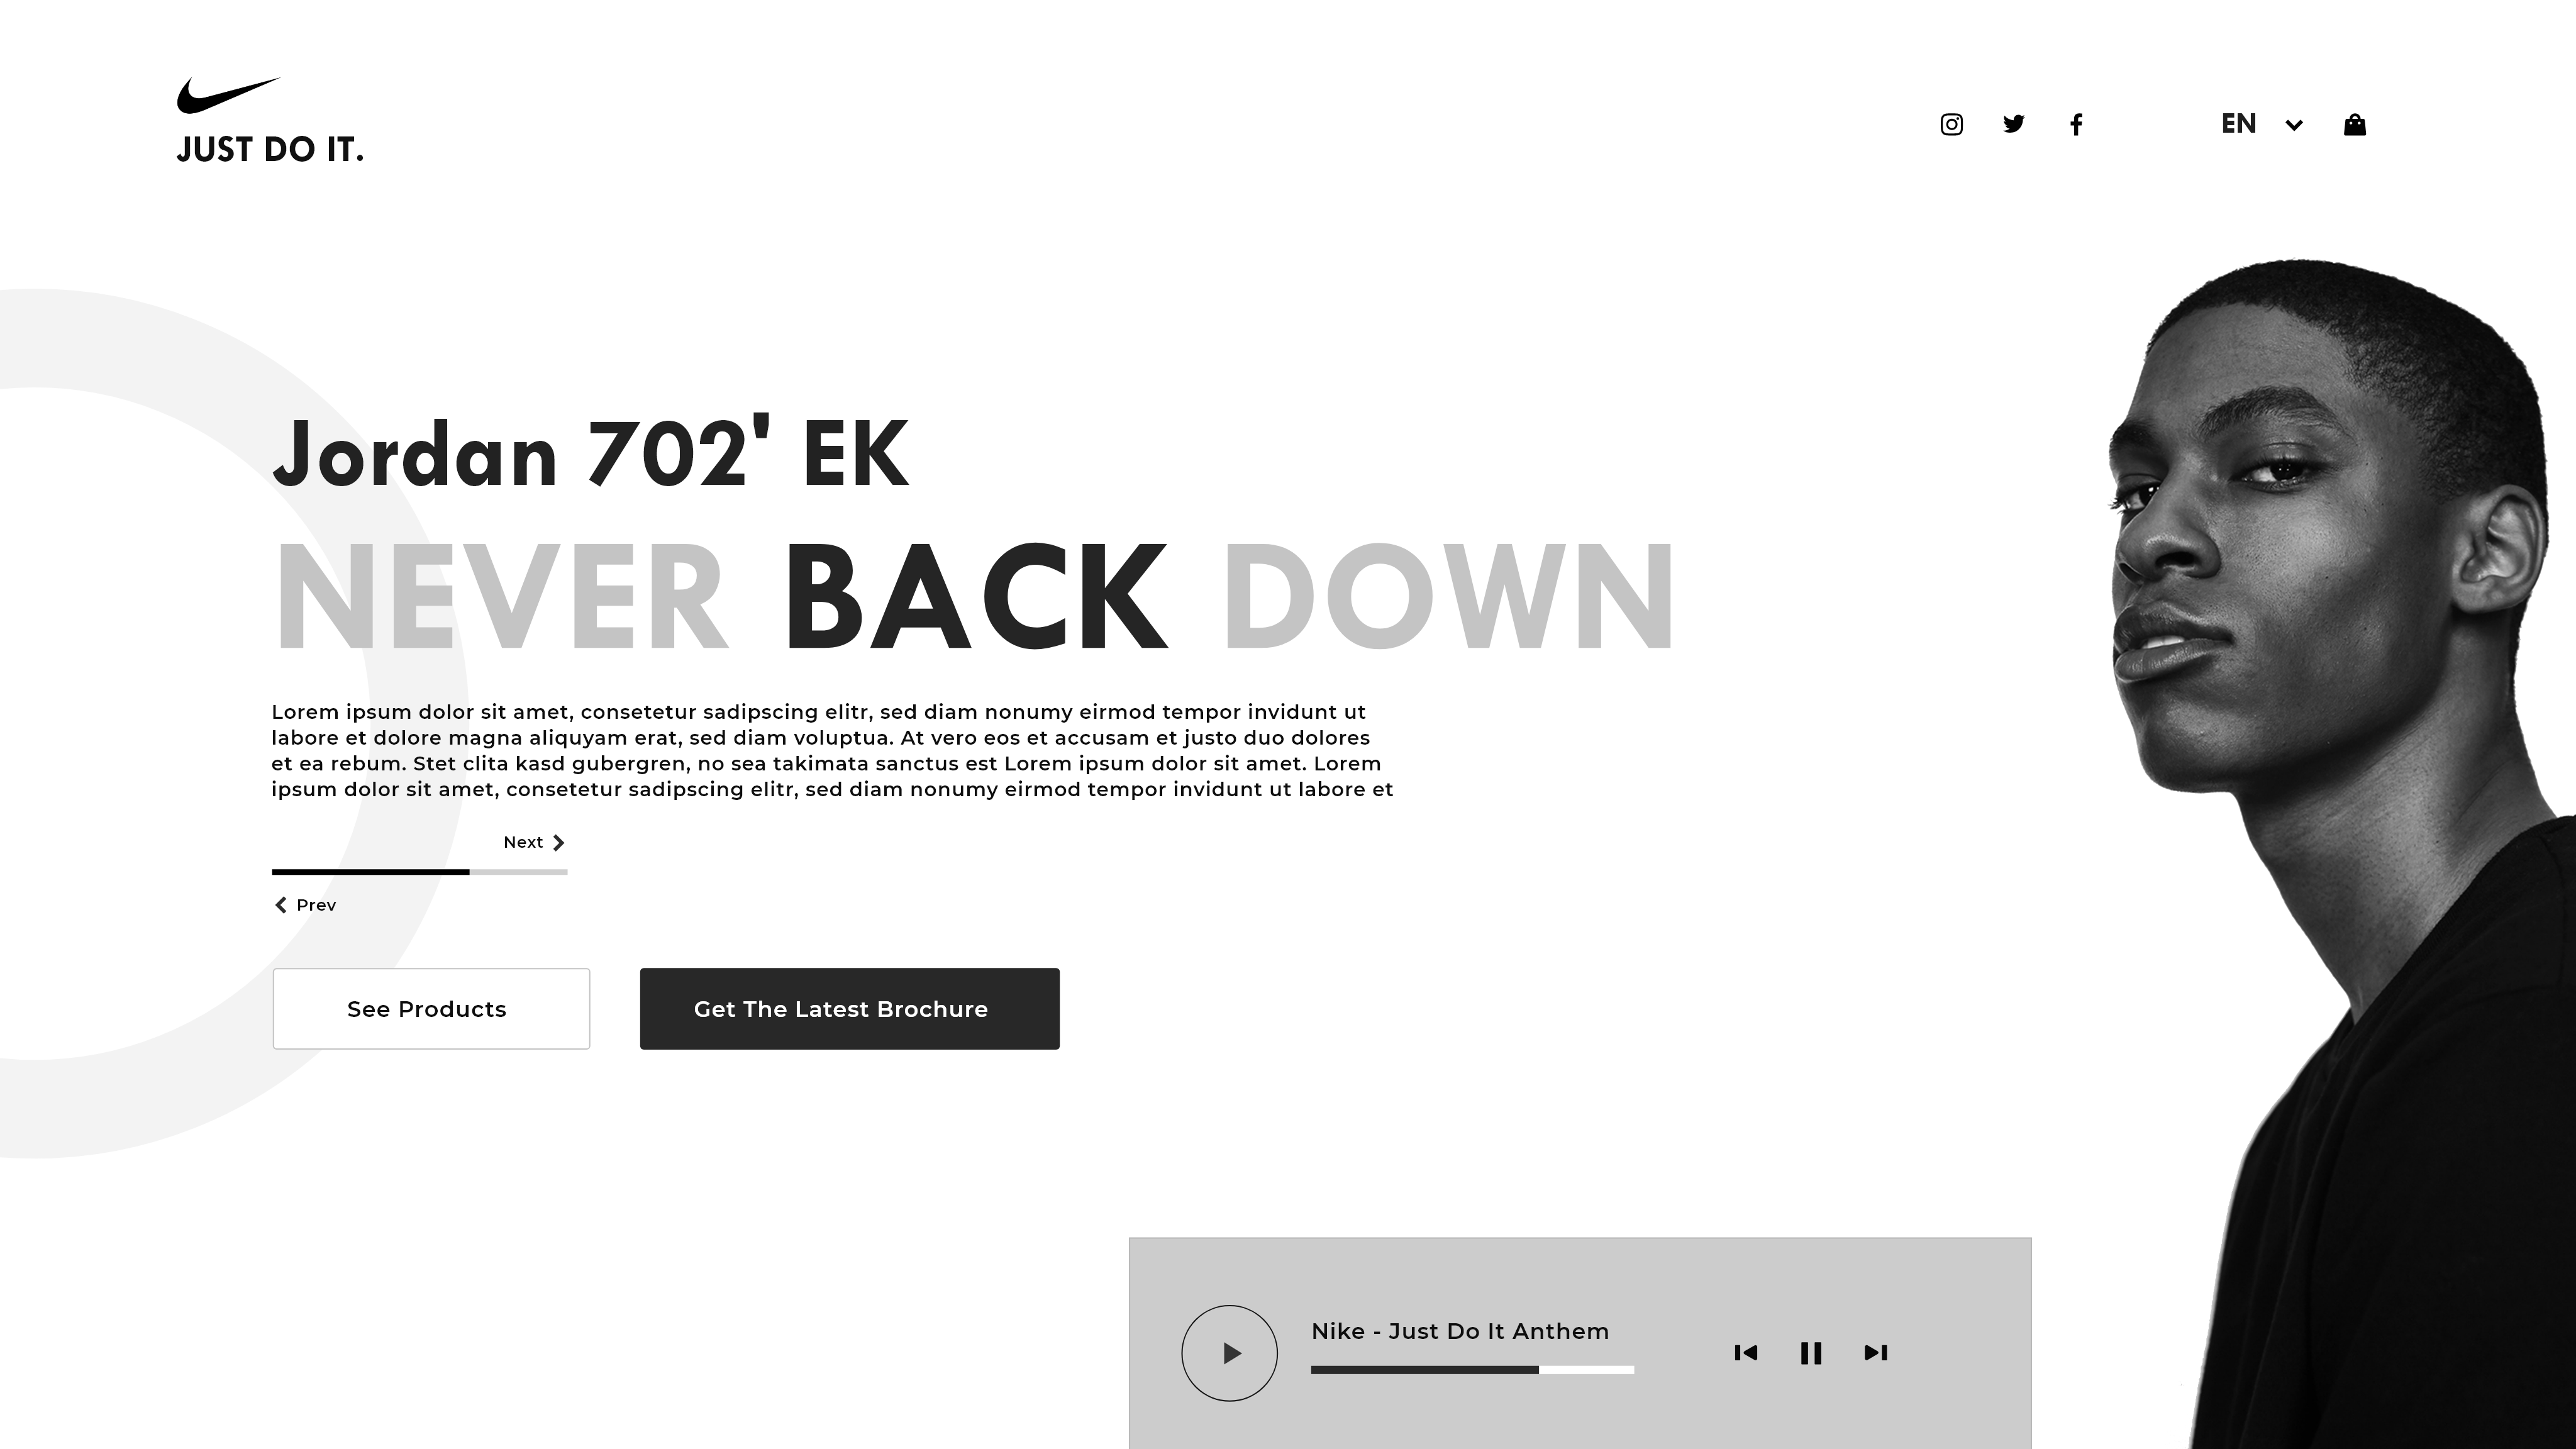 JUST DO IT.
EN
Jordan 702' EK
NEVER BACK DOWN
Lorem ipsum dolor sit amet, consetetur sadipscing elitr, sed diam nonumy eirmod tempor invidunt ut
labore et dolore magna aliquyam erat, sed diam voluptua. At vero eos et accusam et justo duo dolores
et ea rebum. Stet clita kasd gubergren, no sea takimata sanctus est Lorem ipsum dolor sit amet. Lorem
ipsum dolor sit amet, consetetur sadipscing elitr, sed diam nonumy eirmod tempor invidunt ut labore et
Next
Prev
See Products
Get The Latest Brochure
Nike - Just Do It Anthem